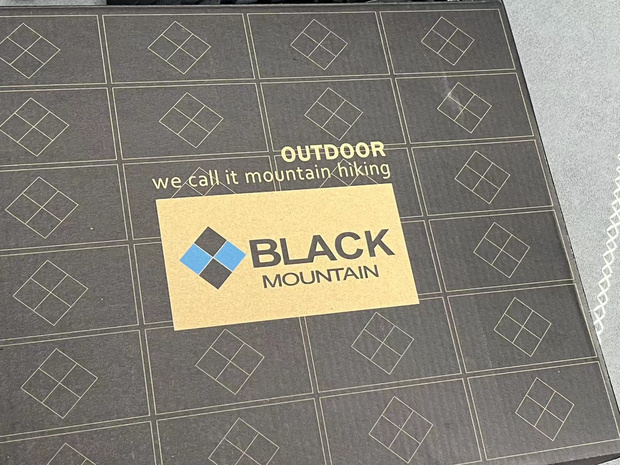 OUTDOOR
we call it mountain hiking
BLACK
MOUNTAIN